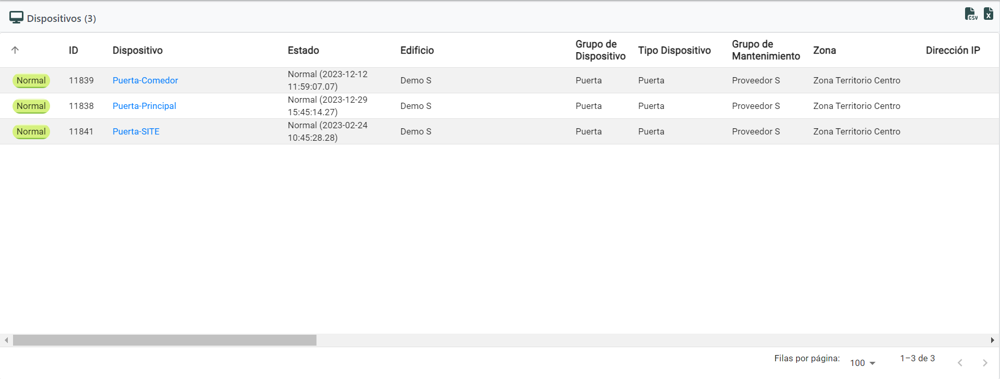 Dispositivos (3)
CSV
X
ID Dispositivo Estado Edificio Grupo de Dispositivo Tipo Dispositivo Grupo de Mantenimiento Zona Dirección IP
Normal 11839 Puerta-Comedor Normal (2023-12-12 11:59:07.07) Demo S Puerta Puerta Proveedor S Zona Territorio Centro
Normal 11838 Puerta-Principal Normal (2023-12-29 15:45:14.27) Demo S Puerta Puerta Proveedor S Zona Territorio Centro
Normal 11841 Puerta-SITE Normal (2023-02-24 10:45:28.28) Demo S Puerta Puerta Proveedor S Zona Territorio Centro
Filas por página: 100 1–3 de 3